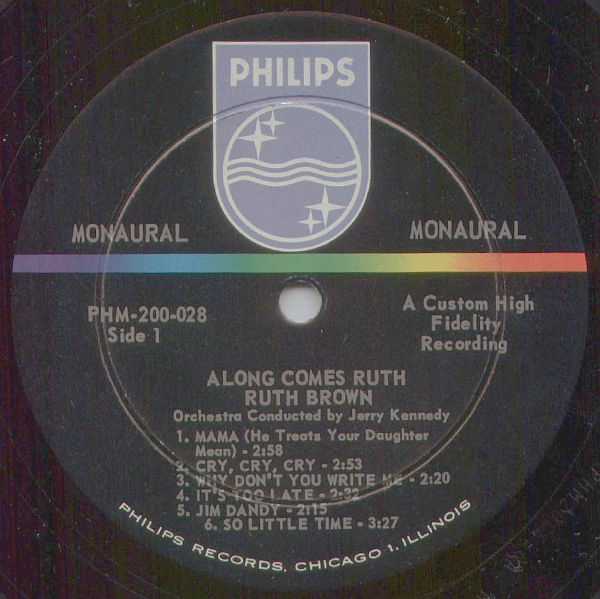 PHILIPS
MONAURAL
MONAURAL
PHM-200-028
Side 1
A Custom High
Fidelity
Recording
ALONG COMES RUTH
RUTH BROWN
Orchestra Conducted by Jerry Kennedy
1. MAMA (He Treats Your Daughter
Mean) - 2:58
2. CRY, CRY, CRY - 2:53
3. WHY DON'T YOU WRITE ME - 2:20
4. IT'S TOO LATE - 2:32
5. JIM DANDY - 2:15
6. SO LITTLE TIME - 3:27
PHILIPS RECORDS, CHICAGO 1, ILLINOIS